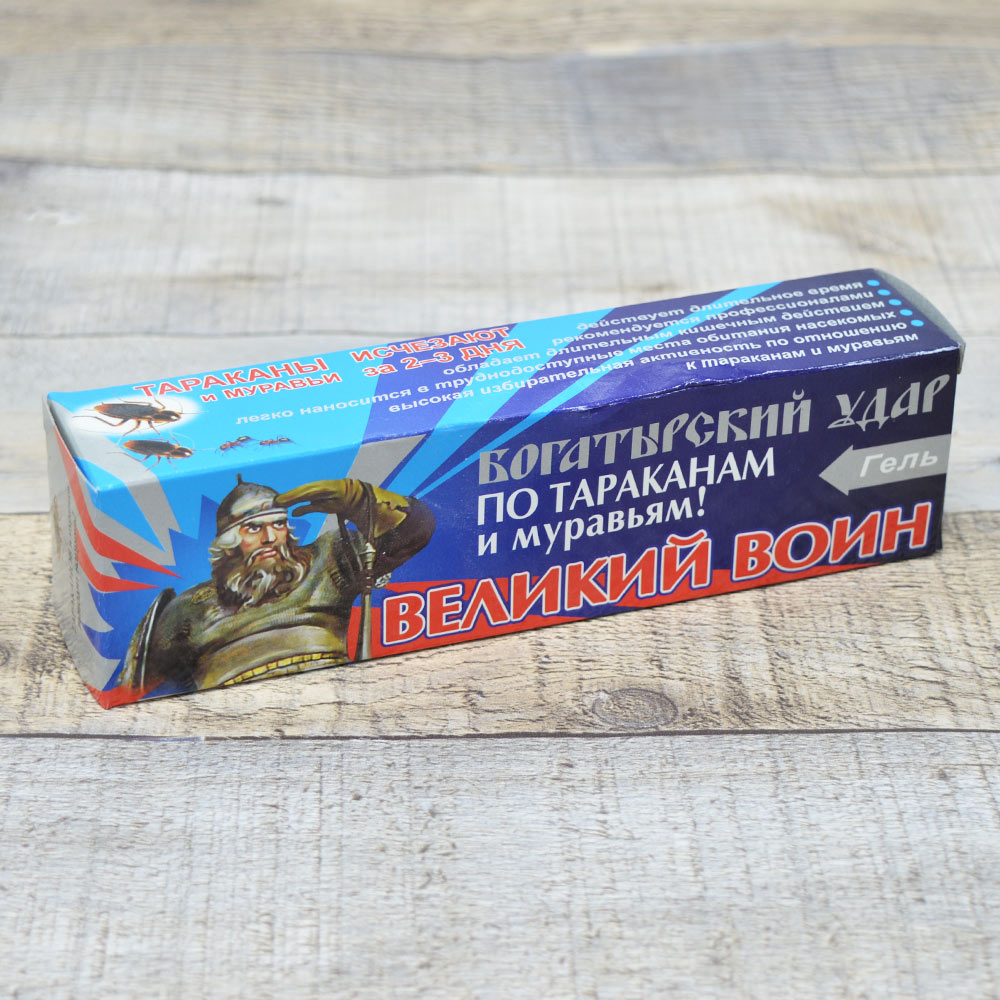 ТАРАКАНЫ ИСЧЕЗАЮТ
и МУРАВЬИ за 2–3 ДНЯ
действует длительное время
рекомендуется профессионалами
обладает длительным кишечным действием
легко наносится в труднодоступные места обитания насекомых
высокая избирательная активность по отношению
к тараканам и муравьям
БОГАТЫРСКИЙ УДАР
ПО ТАРАКАНАМ
и муравьям!
Гель
ВЕЛИКИЙ ВОИН